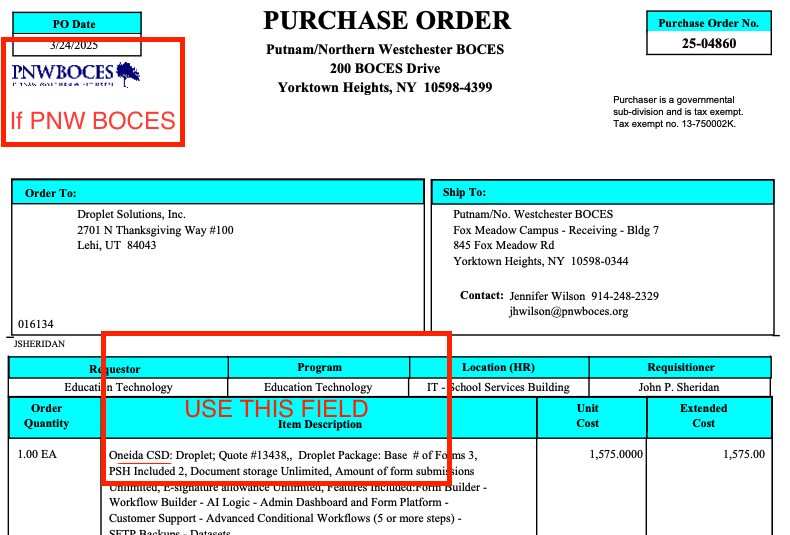 PURCHASE ORDER
PO Date
3/24/2025
PNWBOCES
If PNW BOCES
Putnam/Northern Westchester BOCES
200 BOCES Drive
Yorktown Heights, NY 10598-4399
Purchase Order No.
25-04860
Purchaser is a governmental
sub-division and is tax exempt.
Tax exempt no. 13-750002K.
Order To:
Droplet Solutions, Inc.
2701 N Thanksgiving Way #100
Lehi, UT 84043
016134
Ship To:
Putnam/No. Westchester BOCES
Fox Meadow Campus - Receiving - Bldg 7
845 Fox Meadow Rd
Yorktown Heights, NY 10598-0344
Contact: Jennifer Wilson 914-248-2329
jhwilson@pnwboces.org
JSHERIDAN
Requestor Program Location (HR) Requisitioner
Education Technology Education Technology IT - School Services Building John P. Sheridan
USE THIS FIELD
Order Quantity Item Description Unit Cost Extended Cost
1.00 EA Oneida CSD: Droplet; Quote #13438,, Droplet Package: Base # of Forms 3, 1,575.0000 1,575.00
PSH Included 2, Document storage Unlimited, Amount of form submissions
Unlimited, E-signature allowance Unlimited, Features Included:Form Builder -
Workflow Builder - AI Logic - Admin Dashboard and Form Platform -
Customer Support - Advanced Conditional Workflows (5 or more steps) -
SFTP Backups - Datasets